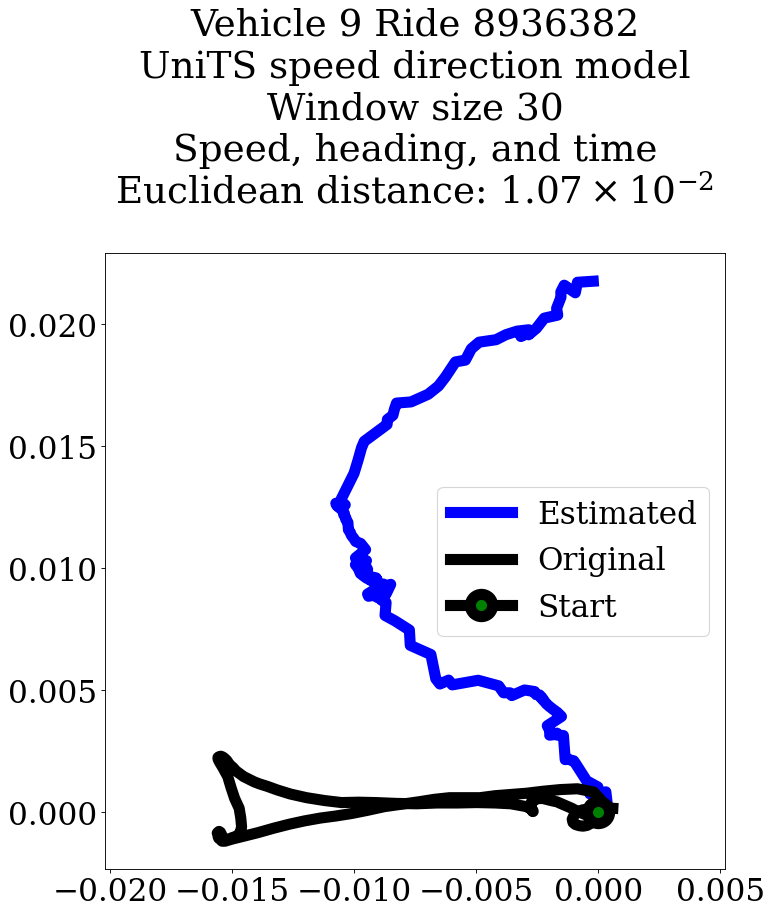 Vehicle 9 Ride 8936382
UniTS speed direction model
Window size 30
Speed, heading, and time
Euclidean distance: 1.07 × 10⁻²
0.020
0.015
0.010
0.005
0.000
Estimated
Original
Start
−0.020 −0.015 −0.010 −0.005 0.000 0.005